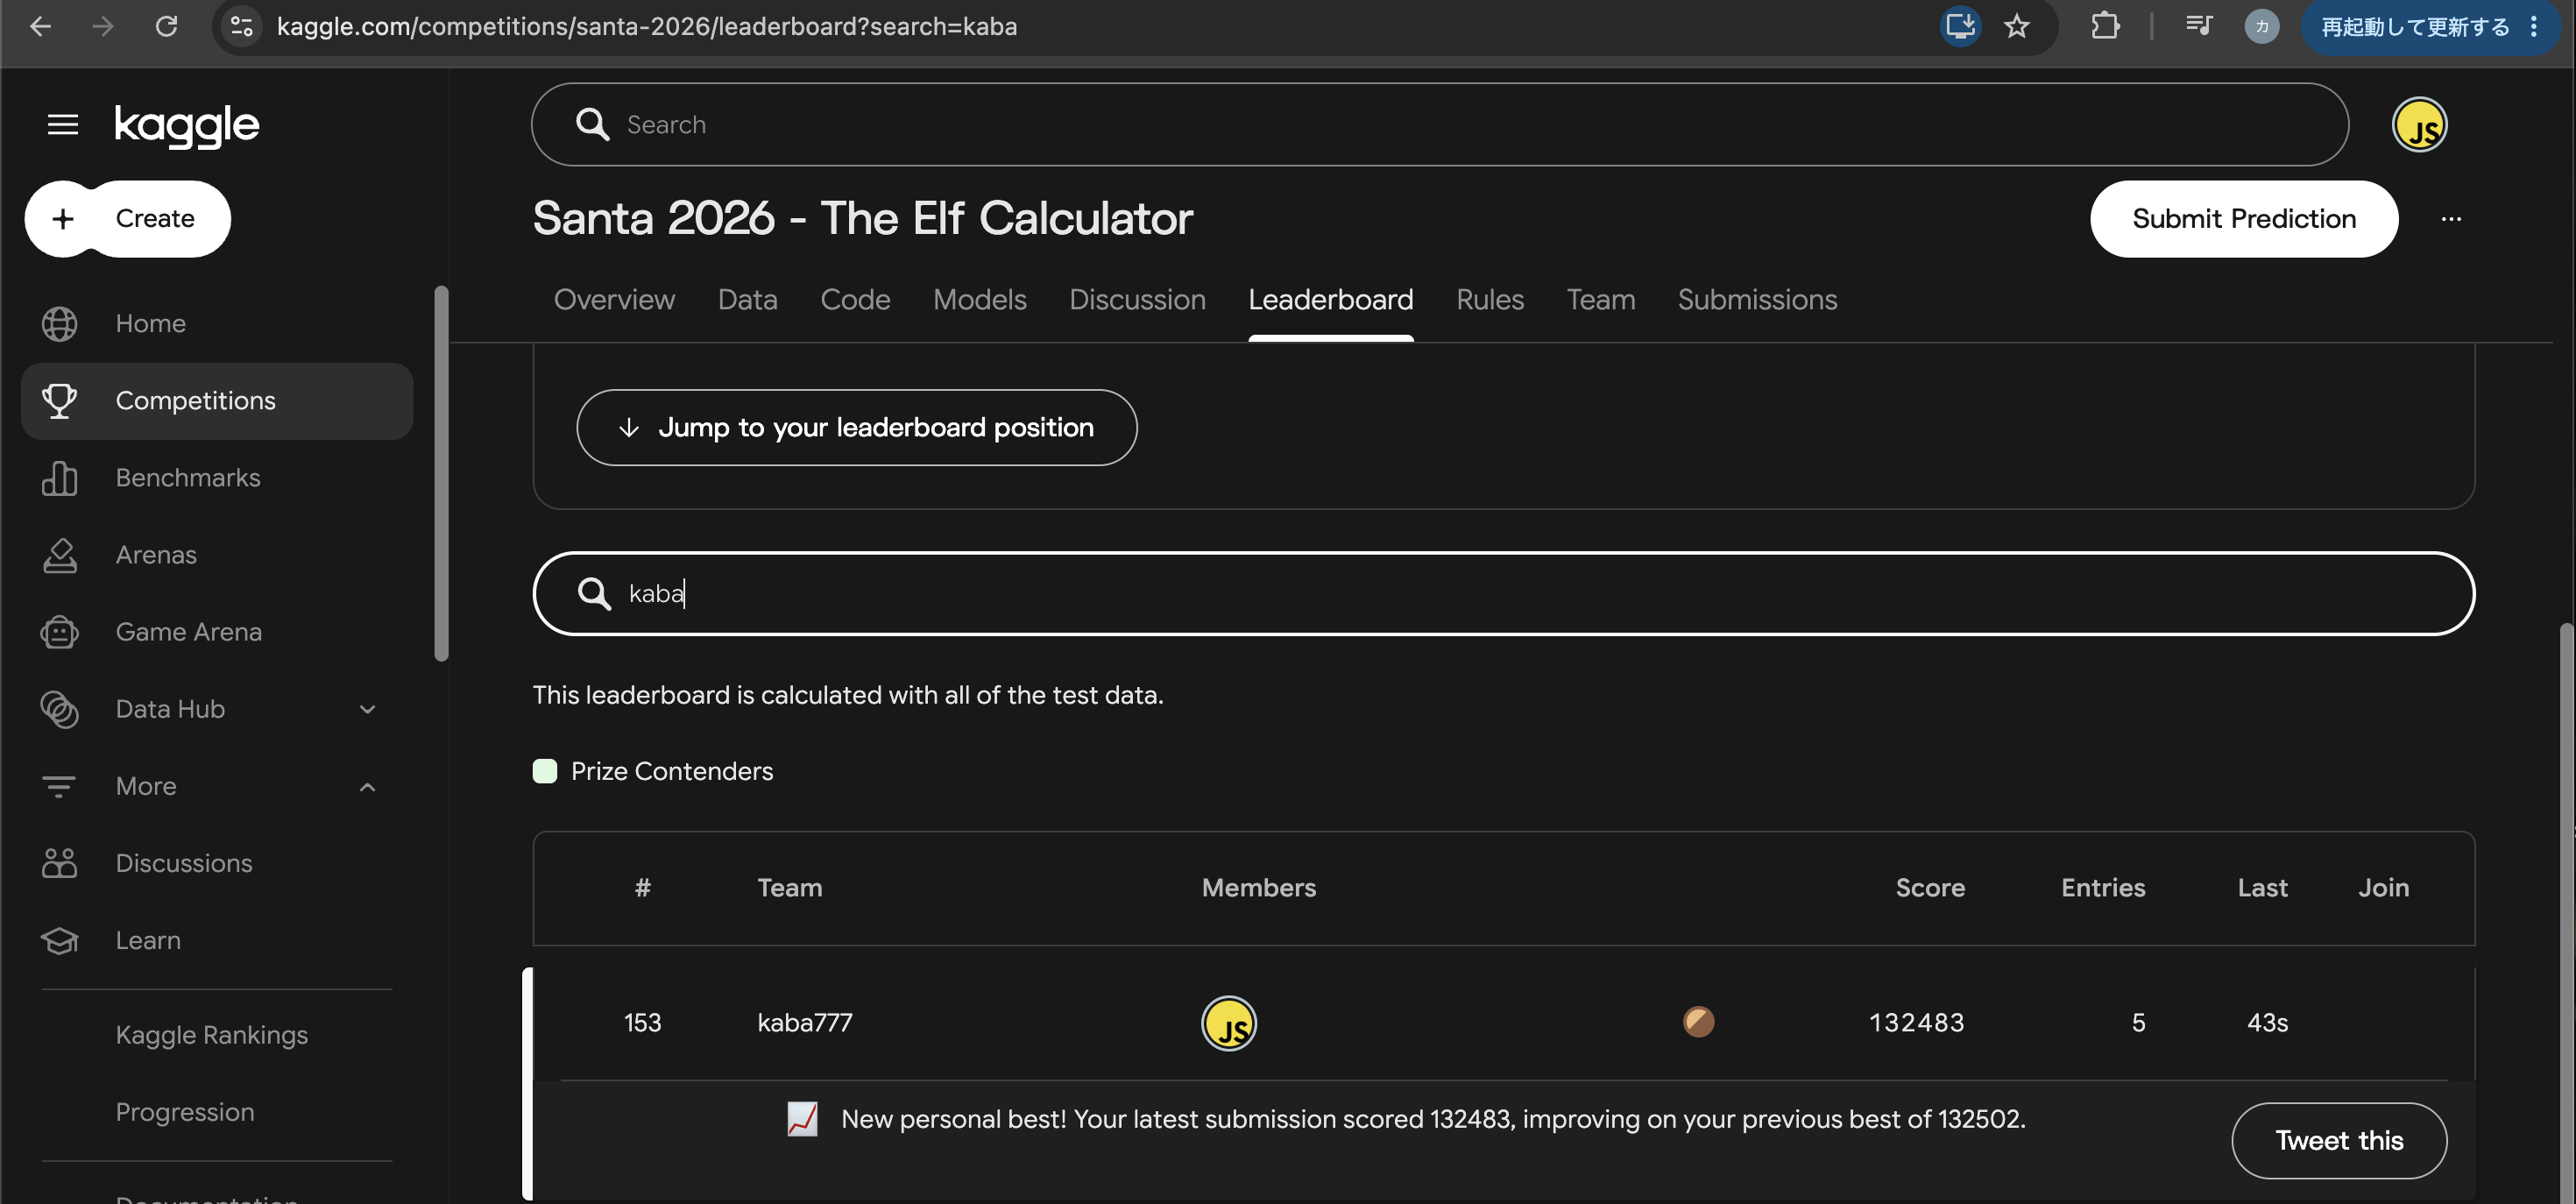 kaggle.com/competitions/santa-2026/leaderboard?search=kaba
カ
再起動して更新する
kaggle
Search
JS
Create
Santa 2026 - The Elf Calculator
Submit Prediction
Overview Data Code Models Discussion Leaderboard Rules Team Submissions
Home
Competitions
Benchmarks
Arenas
Game Arena
Data Hub
More
Discussions
Learn
Kaggle Rankings
Progression
Documentation
Jump to your leaderboard position
kaba
This leaderboard is calculated with all of the test data.
Prize Contenders
# Team Members Score Entries Last Join
153 kaba777 JS 132483 5 43s
New personal best! Your latest submission scored 132483, improving on your previous best of 132502.
Tweet this